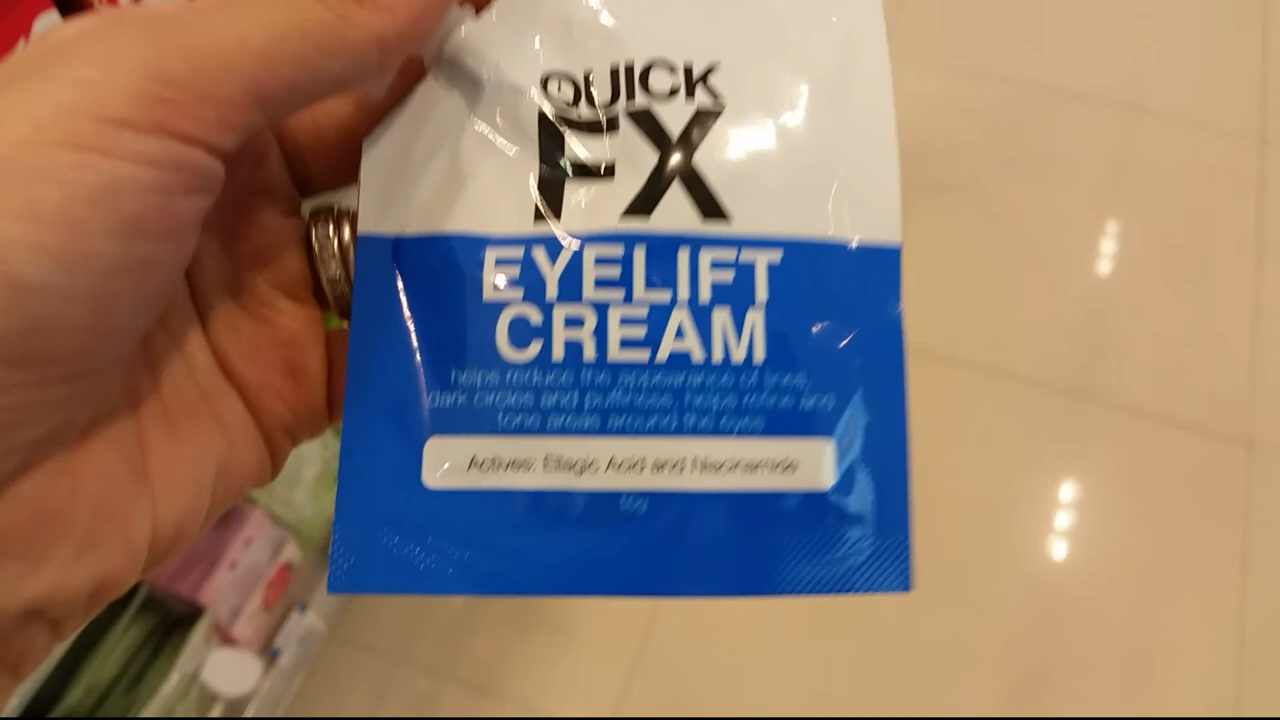 QUICK
FX
EYELIFT
CREAM
helps reduce the appearance of lines,
dark circles and puffiness, helps refine and
tone areas around the eyes
Actives: Ellagic Acid and Niacinamide